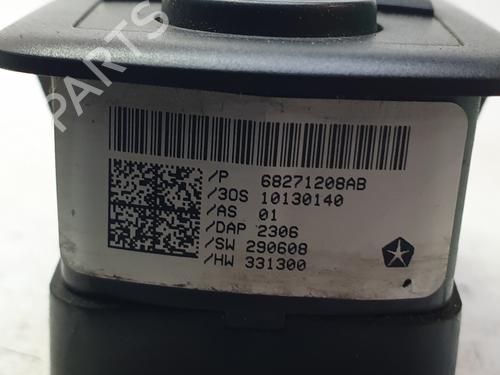 B-PARTS
/P 68271208AB
/3OS 10130140
/AS 01
/DAP 2306
/SW 290608
/HW 331300